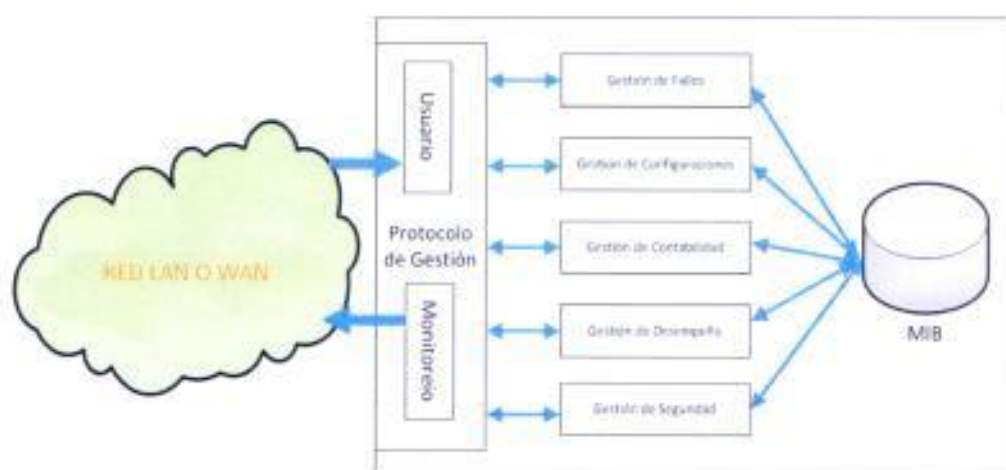 RED LAN O WAN
Usuario
Protocolo
de Gestión
Monitoreio
Gestión de Fallos
Gestión de Configuraciones
Gestión de Contabilidad
Gestión de Desempeño
Gestión de Seguridad
MIB